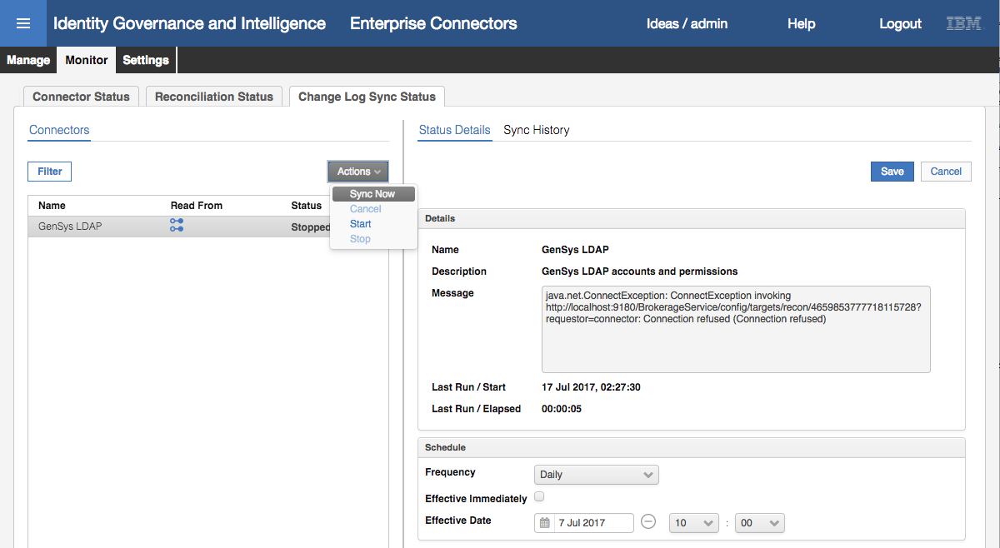 Identity Governance and Intelligence Enterprise Connectors Ideas / admin Help Logout IBM
Manage Monitor Settings
Connector Status Reconciliation Status Change Log Sync Status
Connectors
Filter Actions
Sync Now
Cancel
Start
Stop
Name Read From Status
GenSys LDAP Stopped
Status Details Sync History
Save Cancel
Details
Name GenSys LDAP
Description GenSys LDAP accounts and permissions
Message java.net.ConnectException: ConnectException invoking
http://localhost:9180/BrokerageService/config/targets/recon/4659853777718115728?
requestor=connector: Connection refused (Connection refused)
Last Run / Start 17 Jul 2017, 02:27:30
Last Run / Elapsed 00:00:05
Schedule
Frequency Daily
Effective Immediately
Effective Date 7 Jul 2017 10 : 00